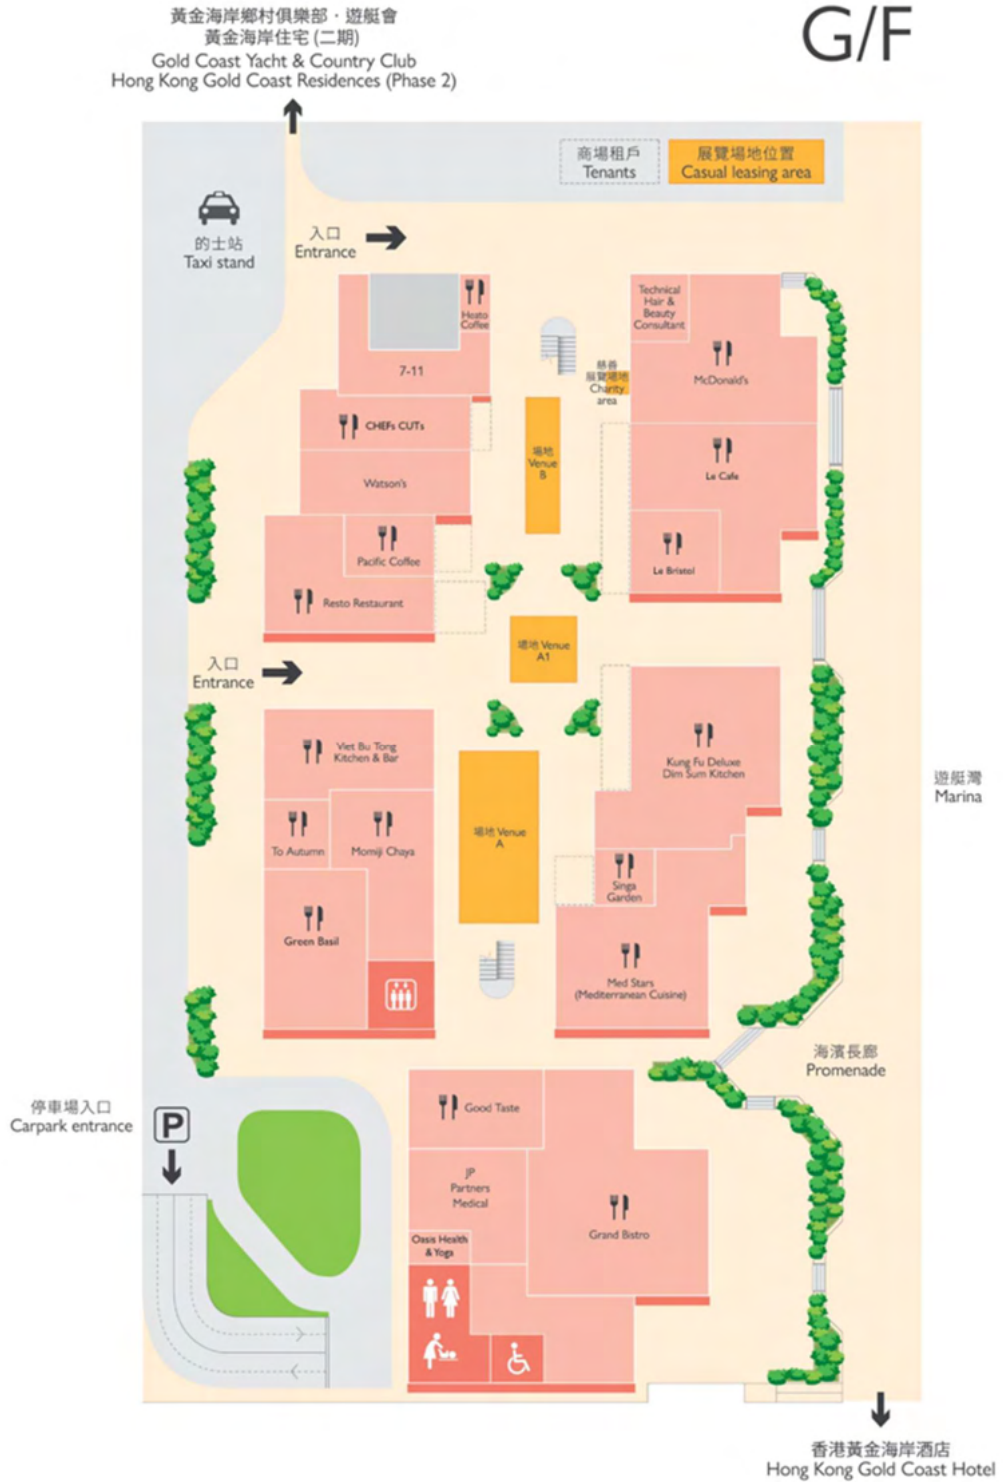 G/F
黃金海岸鄉村俱樂部・遊艇會
黃金海岸住宅 (二期)
Gold Coast Yacht & Country Club
Hong Kong Gold Coast Residences (Phase 2)
商場租戶
Tenants
展覽場地位置
Casual leasing area
的士站
Taxi stand
入口
Entrance
Heato
Coffee
7-11
Technical
Hair &
Beauty
Consultant
McDonald's
慈善
展覽場地
Charity
area
CHEFs CUTs
場地
Venue
B
Le Cafe
Watson's
Pacific Coffee
Le Bristol
Resto Restaurant
場地 Venue
A1
入口
Entrance
Viet Bu Tong
Kitchen & Bar
Kung Fu Deluxe
Dim Sum Kitchen
遊艇灣
Marina
To Autumn
Momiji Chaya
場地 Venue
A
Singa
Garden
Green Basil
Med Stars
(Mediterranean Cuisine)
海濱長廊
Promenade
停車場入口
Carpark entrance
P
Good Taste
JP
Partners
Medical
Grand Bistro
Oasis Health
& Yoga
香港黃金海岸酒店
Hong Kong Gold Coast Hotel